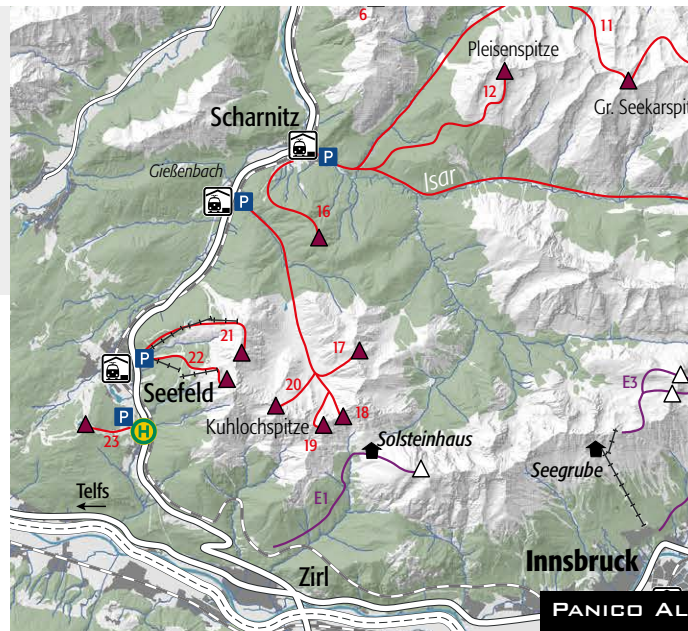 6
11
Pleisenspitze
12
Gr. Seekarspit
Scharnitz
P
Isar
Gießenbach
P
16
21
17
P
22
Seefeld
20
18
P
Kuhlochspitze
19
H
23
Solsteinhaus
E3
Seegrube
Telfs
E1
Zirl
Innsbruck
PANICO AL